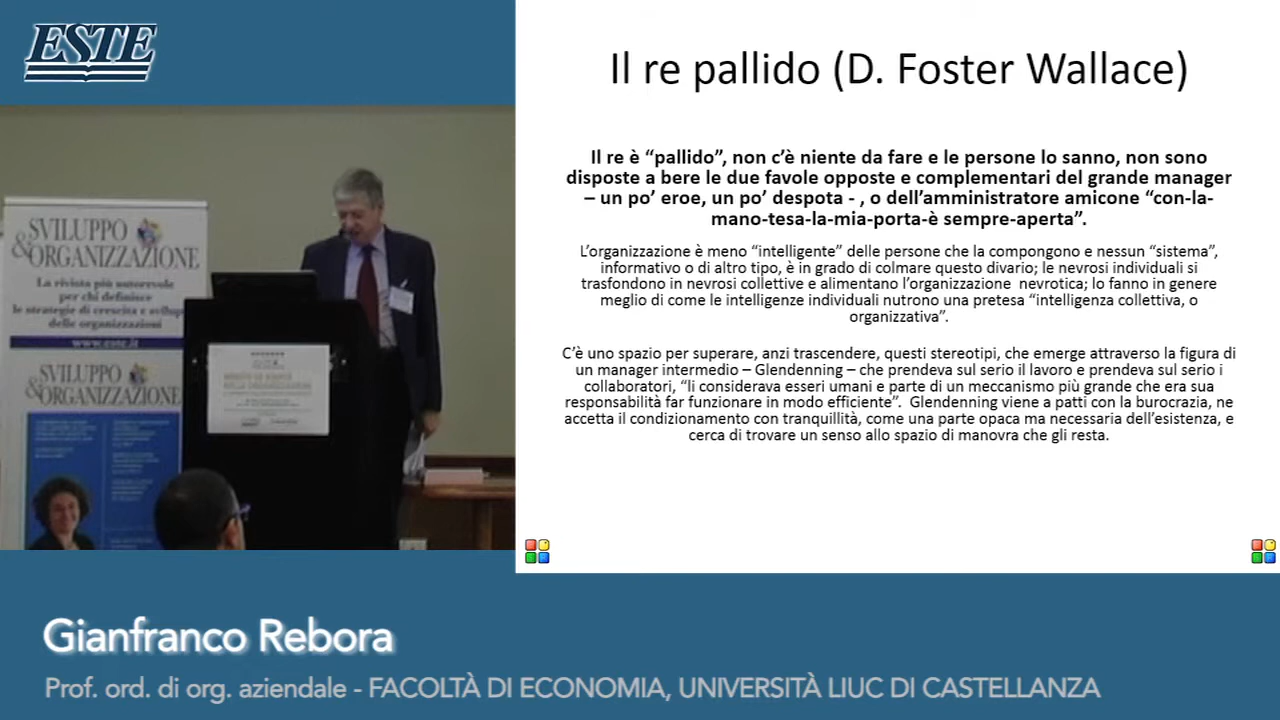 ESTE
Il re pallido (D. Foster Wallace)
Il re è “pallido”, non c’è niente da fare e le persone lo sanno, non sono
disposte a bere le due favole opposte e complementari del grande manager
– un po’ eroe, un po’ despota - , o dell’amministratore amicone “con-la-
mano-tesa-la-mia-porta-è sempre-aperta”.
L’organizzazione è meno “intelligente” delle persone che la compongono e nessun “sistema”,
informativo o di altro tipo, è in grado di colmare questo divario; le nevrosi individuali si
trasfondono in nevrosi collettive e alimentano l’organizzazione nevrotica; lo fanno in genere
meglio di come le intelligenze individuali nutrono una pretesa “intelligenza collettiva, o
organizzativa”.
C’è uno spazio per superare, anzi trascendere, questi stereotipi, che emerge attraverso la figura di
un manager intermedio – Glendenning – che prendeva sul serio il lavoro e prendeva sul serio i
collaboratori, “li considerava esseri umani e parte di un meccanismo più grande che era sua
responsabilità far funzionare in modo efficiente”. Glendenning viene a patti con la burocrazia, ne
accetta il condizionamento con tranquillità, come una parte opaca ma necessaria dell’esistenza, e
cerca di trovare un senso allo spazio di manovra che gli resta.
SVILUPPO
&ORGANIZZAZIONE
La rivista più autorevole
per chi definisce
le strategie di crescita e svilup
delle organizzazioni
www.este.it
SVILUPPO
&ORGANIZZAZIONE
Gianfranco Rebora
Prof. ord. di org. aziendale - FACOLTÀ DI ECONOMIA, UNIVERSITÀ LIUC DI CASTELLANZA